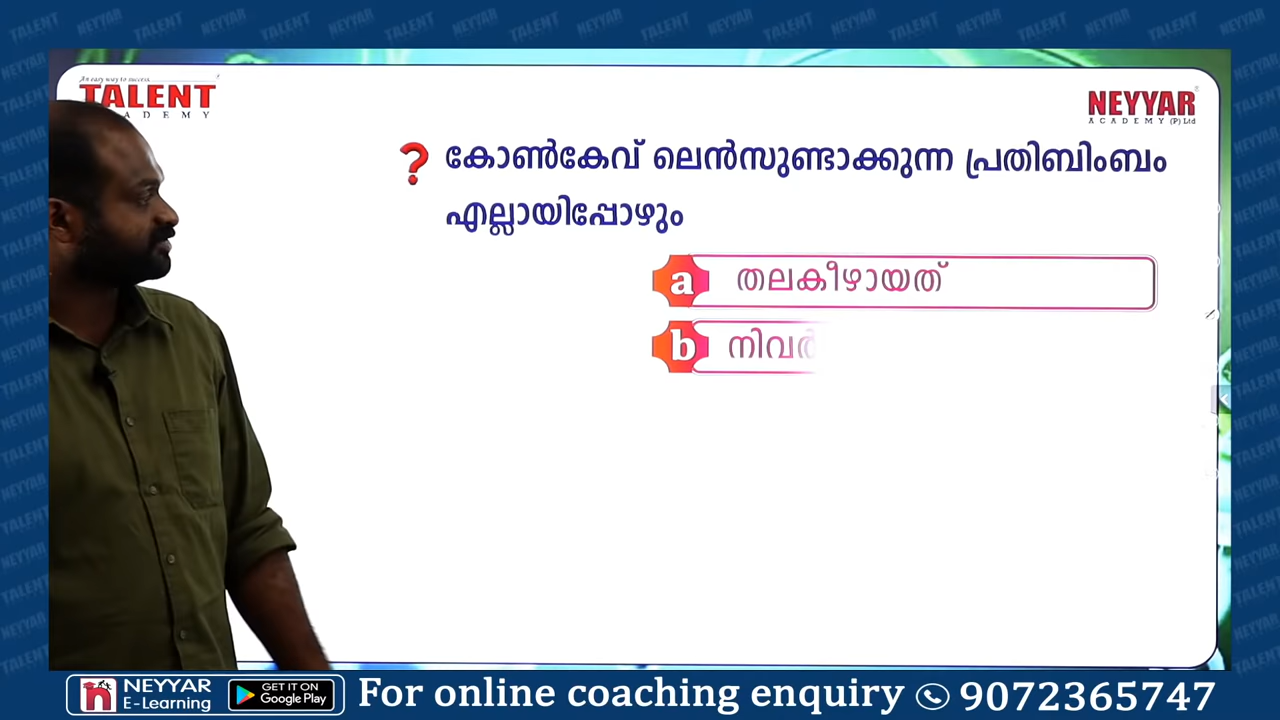 An easy way to success
TALENT
ACADEMY
NEYYAR
ACADEMY (P) Ltd
? കോൺകേവ് ലെൻസുണ്ടാക്കുന്ന പ്രതിബിംബം
എല്ലായിപ്പോഴും
a തലകീഴായത്
b നിവർ
NEYYAR
E-Learning
GET IT ON
Google Play
For online coaching enquiry 9072365747